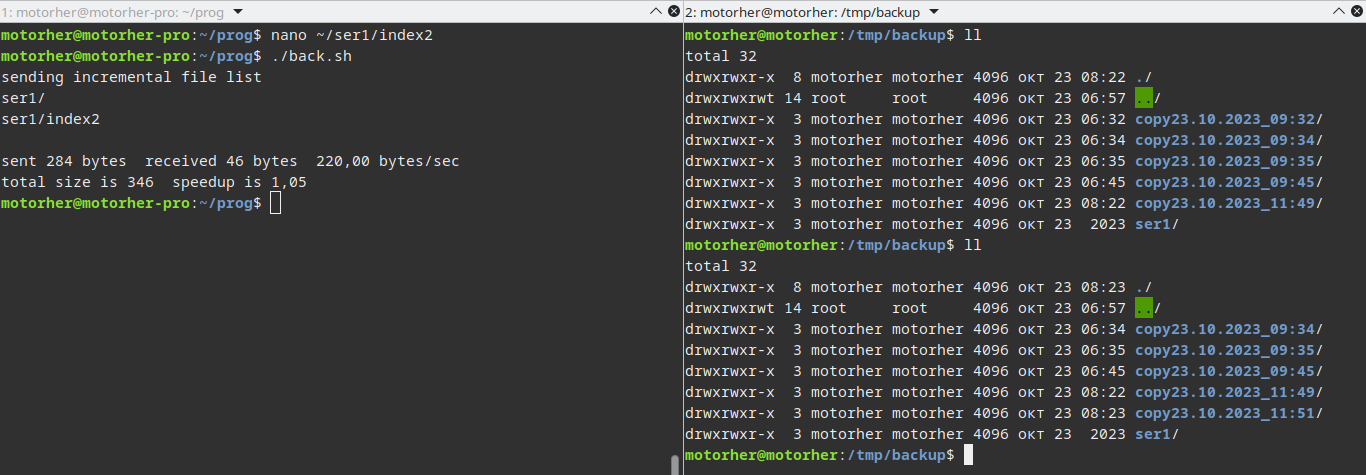 1: motorher@motorher-pro: ~/prog
motorher@motorher-pro:~/prog$ nano ~/ser1/index2
motorher@motorher-pro:~/prog$ ./back.sh
sending incremental file list
ser1/
ser1/index2
sent 284 bytes  received 46 bytes  220,00 bytes/sec
total size is 346  speedup is 1,05
motorher@motorher-pro:~/prog$
2: motorher@motorher: /tmp/backup
motorher@motorher:/tmp/backup$ ll
total 32
drwxrwxr-x  8 motorher motorher 4096 окт 23 08:22 ./
drwxrwxrwt 14 root     root     4096 окт 23 06:57 ../
drwxrwxr-x  3 motorher motorher 4096 окт 23 06:32 copy23.10.2023_09:32/
drwxrwxr-x  3 motorher motorher 4096 окт 23 06:34 copy23.10.2023_09:34/
drwxrwxr-x  3 motorher motorher 4096 окт 23 06:35 copy23.10.2023_09:35/
drwxrwxr-x  3 motorher motorher 4096 окт 23 06:45 copy23.10.2023_09:45/
drwxrwxr-x  3 motorher motorher 4096 окт 23 08:22 copy23.10.2023_11:49/
drwxrwxr-x  3 motorher motorher 4096 окт 23  2023 ser1/
motorher@motorher:/tmp/backup$ ll
total 32
drwxrwxr-x  8 motorher motorher 4096 окт 23 08:23 ./
drwxrwxrwt 14 root     root     4096 окт 23 06:57 ../
drwxrwxr-x  3 motorher motorher 4096 окт 23 06:34 copy23.10.2023_09:34/
drwxrwxr-x  3 motorher motorher 4096 окт 23 06:35 copy23.10.2023_09:35/
drwxrwxr-x  3 motorher motorher 4096 окт 23 06:45 copy23.10.2023_09:45/
drwxrwxr-x  3 motorher motorher 4096 окт 23 08:22 copy23.10.2023_11:49/
drwxrwxr-x  3 motorher motorher 4096 окт 23 08:23 copy23.10.2023_11:51/
drwxrwxr-x  3 motorher motorher 4096 окт 23  2023 ser1/
motorher@motorher:/tmp/backup$